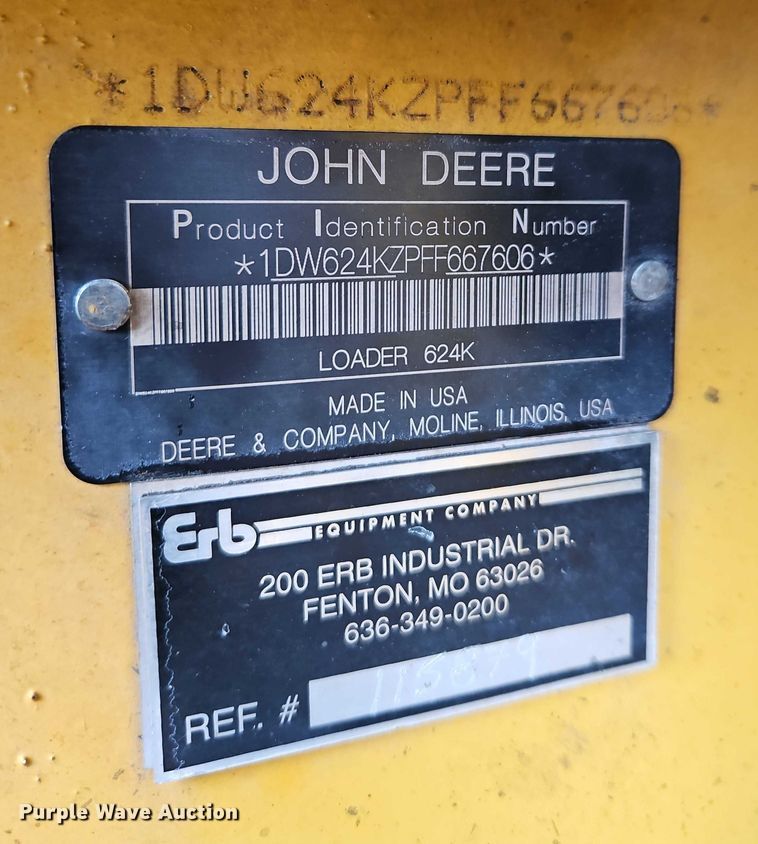 *1DW624KZPFF667606*
JOHN DEERE
Product Identification Number
*1DW624KZPFF667606*
LOADER 624K
MADE IN USA
DEERE & COMPANY, MOLINE, ILLINOIS, USA
Erb
EQUIPMENT COMPANY
200 ERB INDUSTRIAL DR.
FENTON, MO 63026
636-349-0200
REF. #
Purple Wave Auction